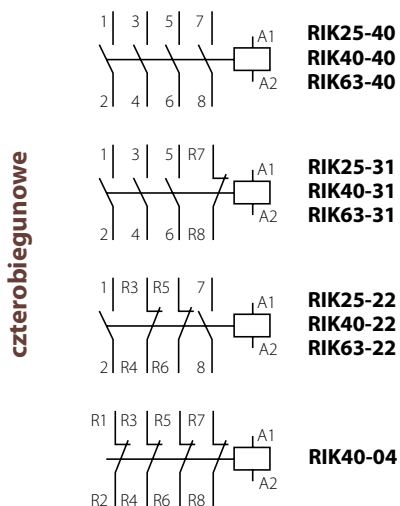 czterobiegunowe
1 3 5 7 A1
2 4 6 8 A2
RIK25-40
RIK40-40
RIK63-40
1 3 5 R7 A1
2 4 6 R8 A2
RIK25-31
RIK40-31
RIK63-31
1 R3 R5 7 A1
2 R4 R6 8 A2
RIK25-22
RIK40-22
RIK63-22
R1 R3 R5 R7 A1
R2 R4 R6 R8 A2
RIK40-04